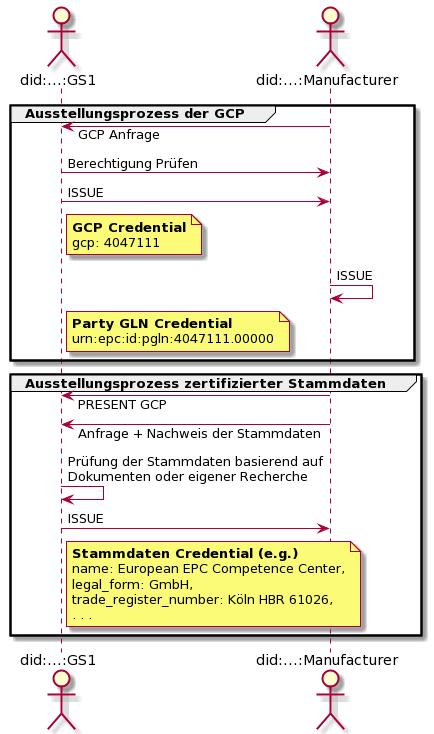 did:...:GS1
did:...:Manufacturer
Ausstellungsprozess der GCP
GCP Anfrage
Berechtigung Prüfen
ISSUE
GCP Credential
gcp: 4047111
ISSUE
Party GLN Credential
urn:epc:id:pgln:4047111.00000
Ausstellungsprozess zertifizierter Stammdaten
PRESENT GCP
Anfrage + Nachweis der Stammdaten
Prüfung der Stammdaten basierend auf
Dokumenten oder eigener Recherche
ISSUE
Stammdaten Credential (e.g.)
name: European EPC Competence Center,
legal_form: GmbH,
trade_register_number: Köln HBR 61026,
. . .
did:...:GS1
did:...:Manufacturer